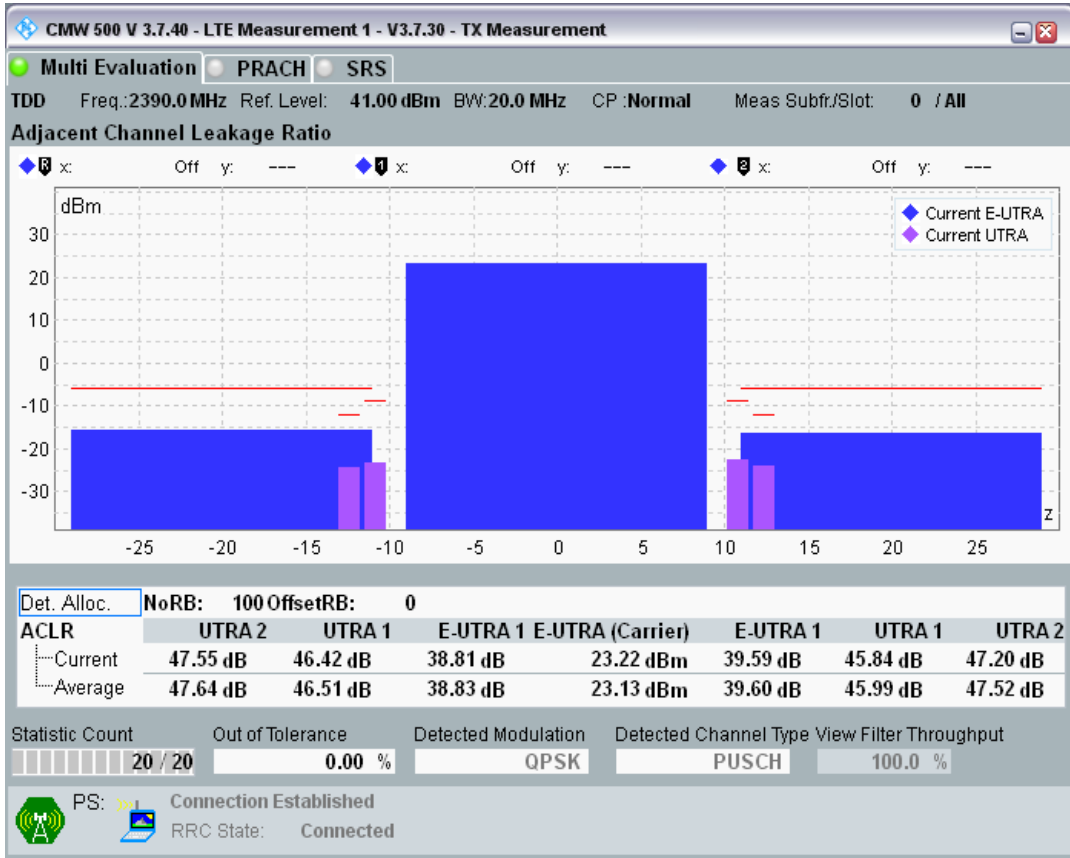 CMW 500 V 3.7.40 - LTE Measurement 1 - V3.7.30 - TX Measurement
Multi Evaluation PRACH SRS
TDD Freq.:2390.0 MHz Ref. Level: 41.00 dBm BW:20.0 MHz CP :Normal Meas Subfr./Slot: 0 / All
Adjacent Channel Leakage Ratio
R x: Off y: --- 1 x: Off y: --- 2 x: Off y: ---
dBm
Current E-UTRA
Current UTRA
30
20
10
0
-10
-20
-30
z
-25 -20 -15 -10 -5 0 5 10 15 20 25
Det. Alloc. NoRB: 100 OffsetRB: 0
ACLR UTRA 2 UTRA 1 E-UTRA 1 E-UTRA (Carrier) E-UTRA 1 UTRA 1 UTRA 2
Current 47.55 dB 46.42 dB 38.81 dB 23.22 dBm 39.59 dB 45.84 dB 47.20 dB
Average 47.64 dB 46.51 dB 38.83 dB 23.13 dBm 39.60 dB 45.99 dB 47.52 dB
Statistic Count Out of Tolerance Detected Modulation Detected Channel Type View Filter Throughput
20 / 20 0.00 % QPSK PUSCH 100.0 %
PS: Connection Established
RRC State: Connected